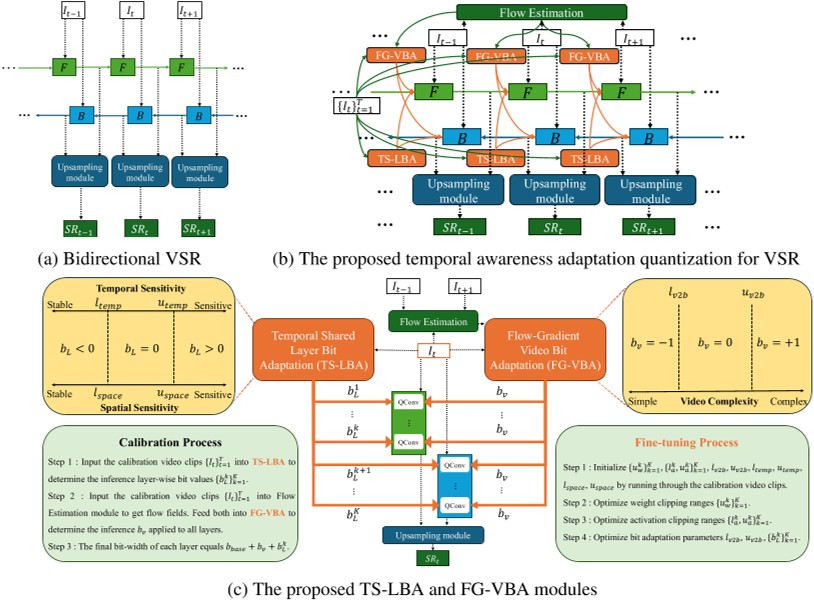 I_{t-1} I_t I_{t+1}
F F F
... ...
B B B
... ...
Upsampling module Upsampling module Upsampling module
SR_{t-1} SR_t SR_{t+1}
(a) Bidirectional VSR
Flow Estimation
... I_{t-1} I_t I_{t+1} ...
FG-VBA FG-VBA FG-VBA
... F F F
{I_t}_{t=1}^T
... B B B ...
TS-LBA TS-LBA TS-LBA
... Upsampling module Upsampling module Upsampling module ...
... SR_{t-1} SR_t SR_{t+1} ...
(b) The proposed temporal awareness adaptation quantization for VSR
Temporal Sensitivity
Stable l_{temp} u_{temp} Sensitive
b_L < 0 b_L = 0 b_L > 0
Stable l_{space} u_{space} Sensitive
Spatial Sensitivity
Temporal Shared
Layer Bit
Adaptation (TS-LBA)
I_{t-1} I_{t+1}
Flow Estimation
I_t
Flow-Gradient
Video Bit
Adaptation (FG-VBA)
l_{v2b} u_{v2b}
b_v = −1 b_v = 0 b_v = +1
Simple Video Complexity Complex
b_L^1 QConv b_v
⋮ ⋮ ⋮
b_L^k QConv b_v
b_L^{k+1} QConv b_v
⋮ ⋮ ⋮
b_L^K QConv b_v
Upsampling module
SR_t
Calibration Process
Step 1 : Input the calibration video clips {I_t}_{t=1}^T into TS-LBA to
determine the inference layer-wise bit values {b_L^k}_{k=1}^K.
Step 2 : Input the calibration video clips {I_t}_{t=1}^T into Flow
Estimation module to get flow fields. Feed both into FG-VBA to
determine the inference b_v applied to all layers.
Step 3 : The final bit-width of each layer equals b_{base} + b_v + b_L^k.
Fine-tuning Process
Step 1 : Initialize {u_w^k}_{k=1}^K, {l_a^k, u_a^k}_{k=1}^K, l_{v2b}, u_{v2b}, l_{temp}, u_{temp},
l_{space}, u_{space} by running through the calibration video clips.
Step 2 : Optimize weight clipping ranges {u_w^k}_{k=1}^K.
Step 3 : Optimize activation clipping ranges {l_a^k, u_a^k}_{k=1}^K.
Step 4 : Optimize bit adaptation parameters l_{v2b}, u_{v2b}, {b_L^k}_{k=1}^K.
(c) The proposed TS-LBA and FG-VBA modules